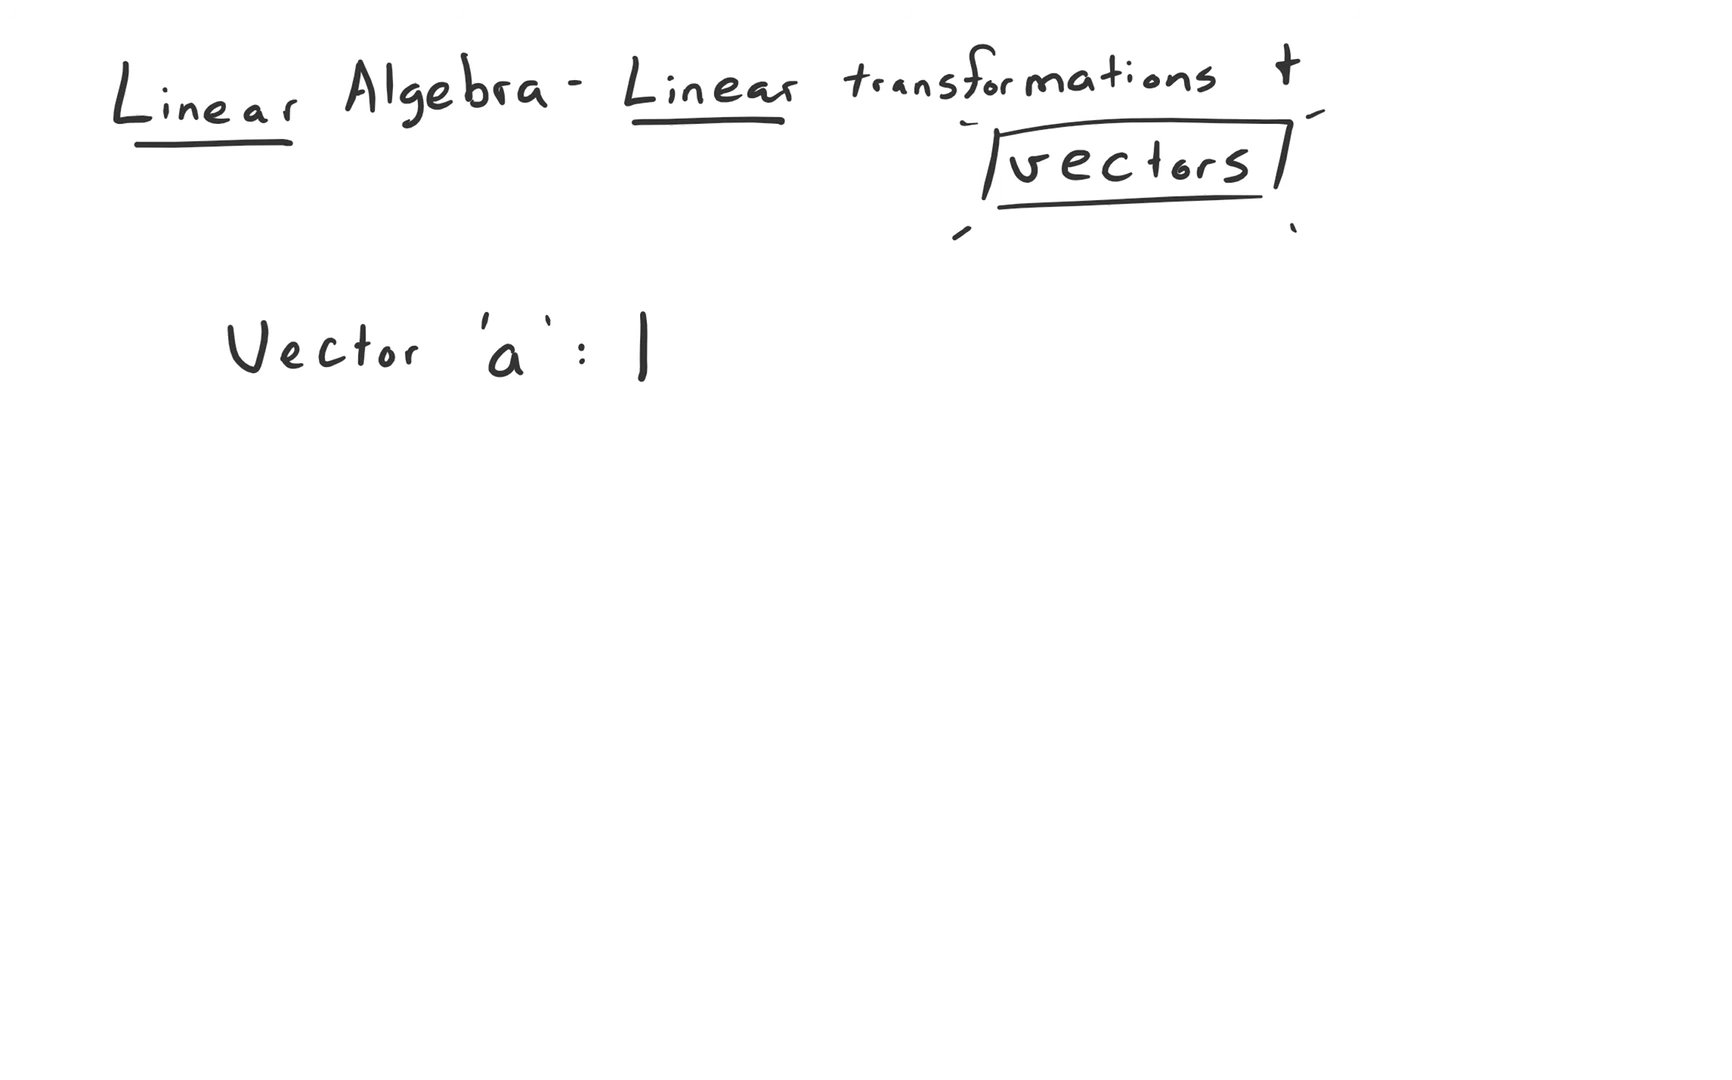 Linear Algebra - Linear transformations +
vectors
Vector 'a' : |